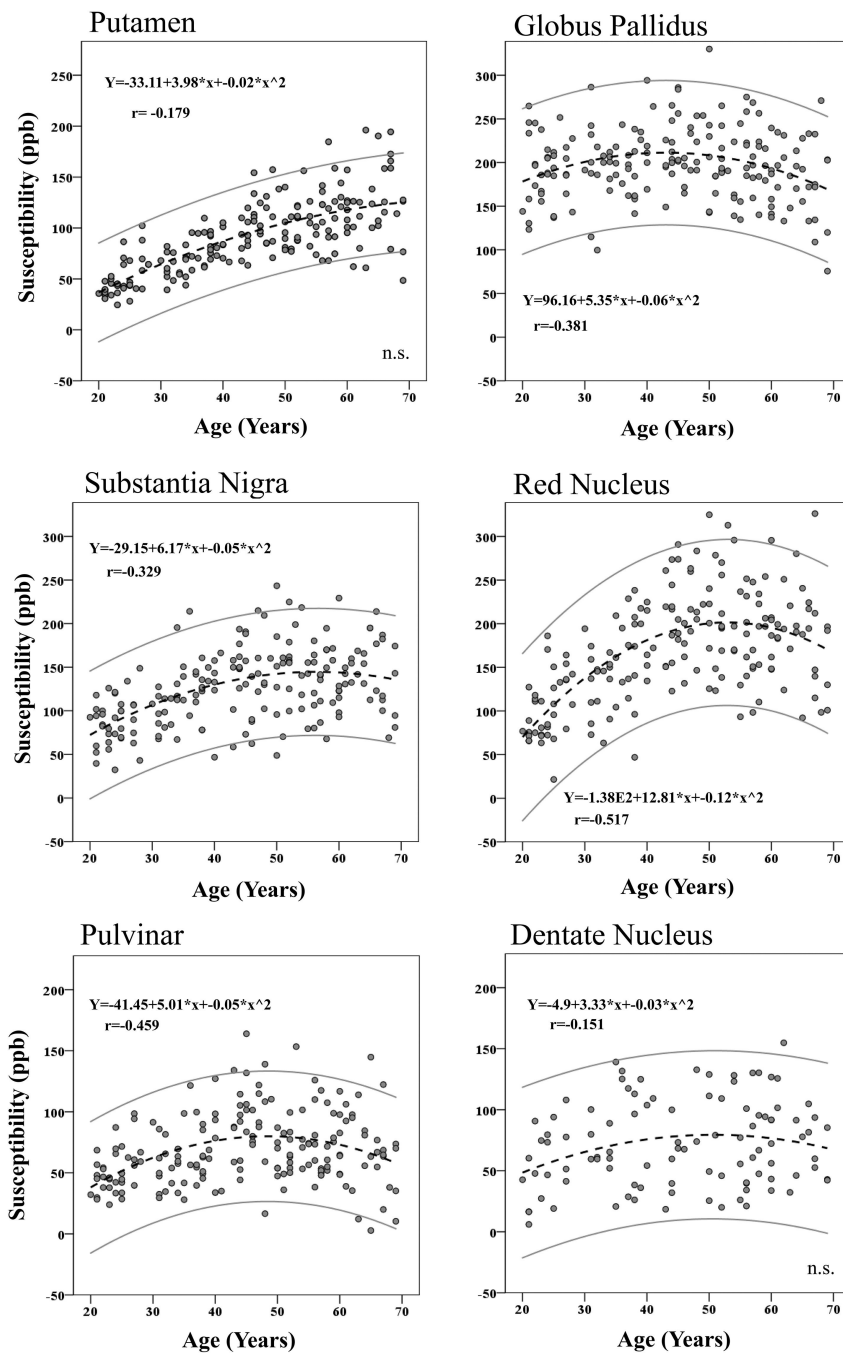 Putamen
Y=-33.11+3.98*x+-0.02*x^2
r= -0.179
n.s.
250
200
150
100
50
0
-50
20 30 40 50 60 70
Susceptibility (ppb)
Age (Years)
Globus Pallidus
Y=96.16+5.35*x+-0.06*x^2
r=-0.381
300
250
200
150
100
50
0
-50
20 30 40 50 60 70
Age (Years)
Substantia Nigra
Y=-29.15+6.17*x+-0.05*x^2
r=-0.329
300
250
200
150
100
50
0
-50
20 30 40 50 60 70
Susceptibility (ppb)
Age (Years)
Red Nucleus
Y=-1.38E2+12.81*x+-0.12*x^2
r=-0.517
300
250
200
150
100
50
0
-50
20 30 40 50 60 70
Age (Years)
Pulvinar
Y=-41.45+5.01*x+-0.05*x^2
r=-0.459
200
150
100
50
0
-50
20 30 40 50 60 70
Susceptibility (ppb)
Age (Years)
Dentate Nucleus
Y=-4.9+3.33*x+-0.03*x^2
r=-0.151
n.s.
200
150
100
50
0
-50
20 30 40 50 60 70
Age (Years)